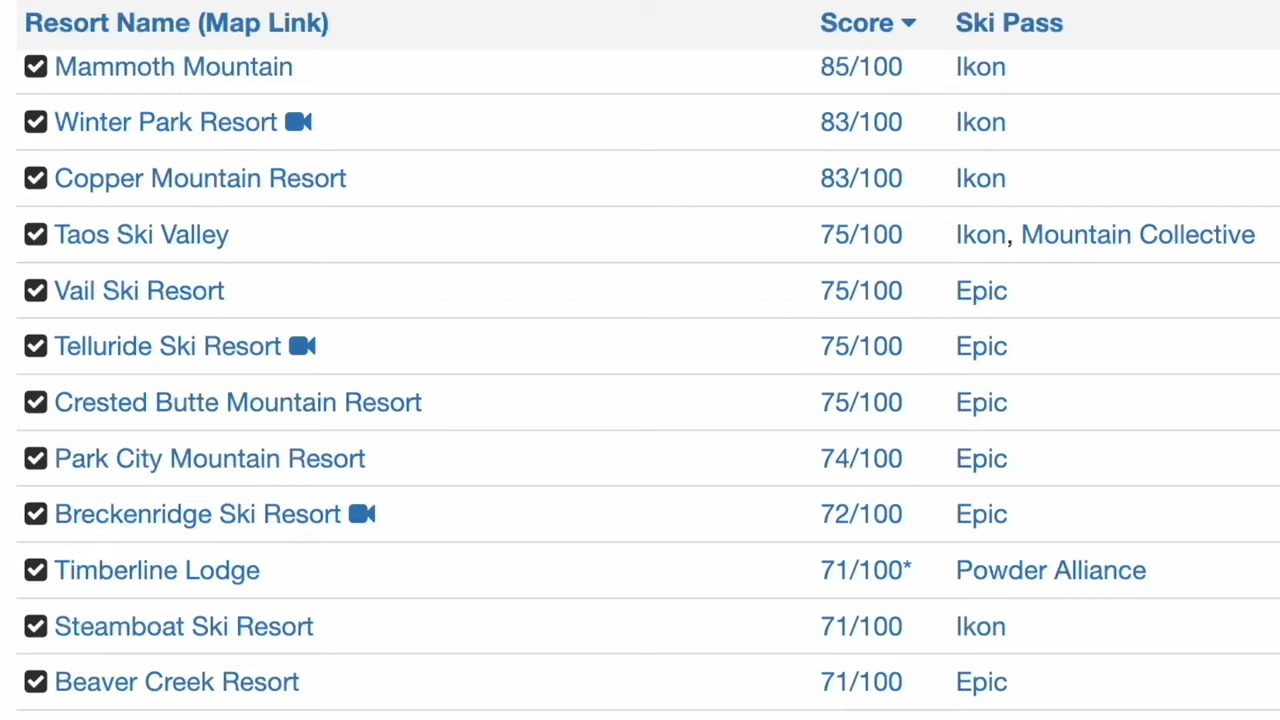 Resort Name (Map Link) Score Ski Pass
Mammoth Mountain 85/100 Ikon
Winter Park Resort 83/100 Ikon
Copper Mountain Resort 83/100 Ikon
Taos Ski Valley 75/100 Ikon, Mountain Collective
Vail Ski Resort 75/100 Epic
Telluride Ski Resort 75/100 Epic
Crested Butte Mountain Resort 75/100 Epic
Park City Mountain Resort 74/100 Epic
Breckenridge Ski Resort 72/100 Epic
Timberline Lodge 71/100* Powder Alliance
Steamboat Ski Resort 71/100 Ikon
Beaver Creek Resort 71/100 Epic